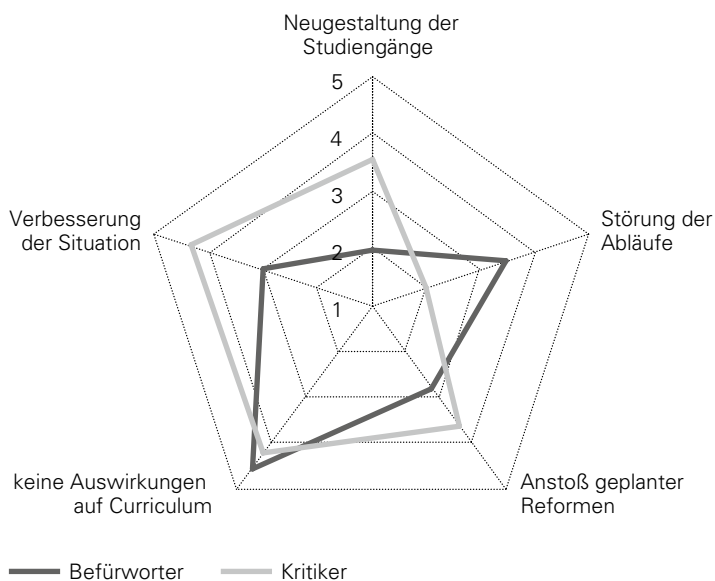 Neugestaltung der
Studiengänge
5
4
3
2
1
Verbesserung
der Situation
Störung der
Abläufe
keine Auswirkungen
auf Curriculum
Anstoß geplanter
Reformen
Befürworter
Kritiker